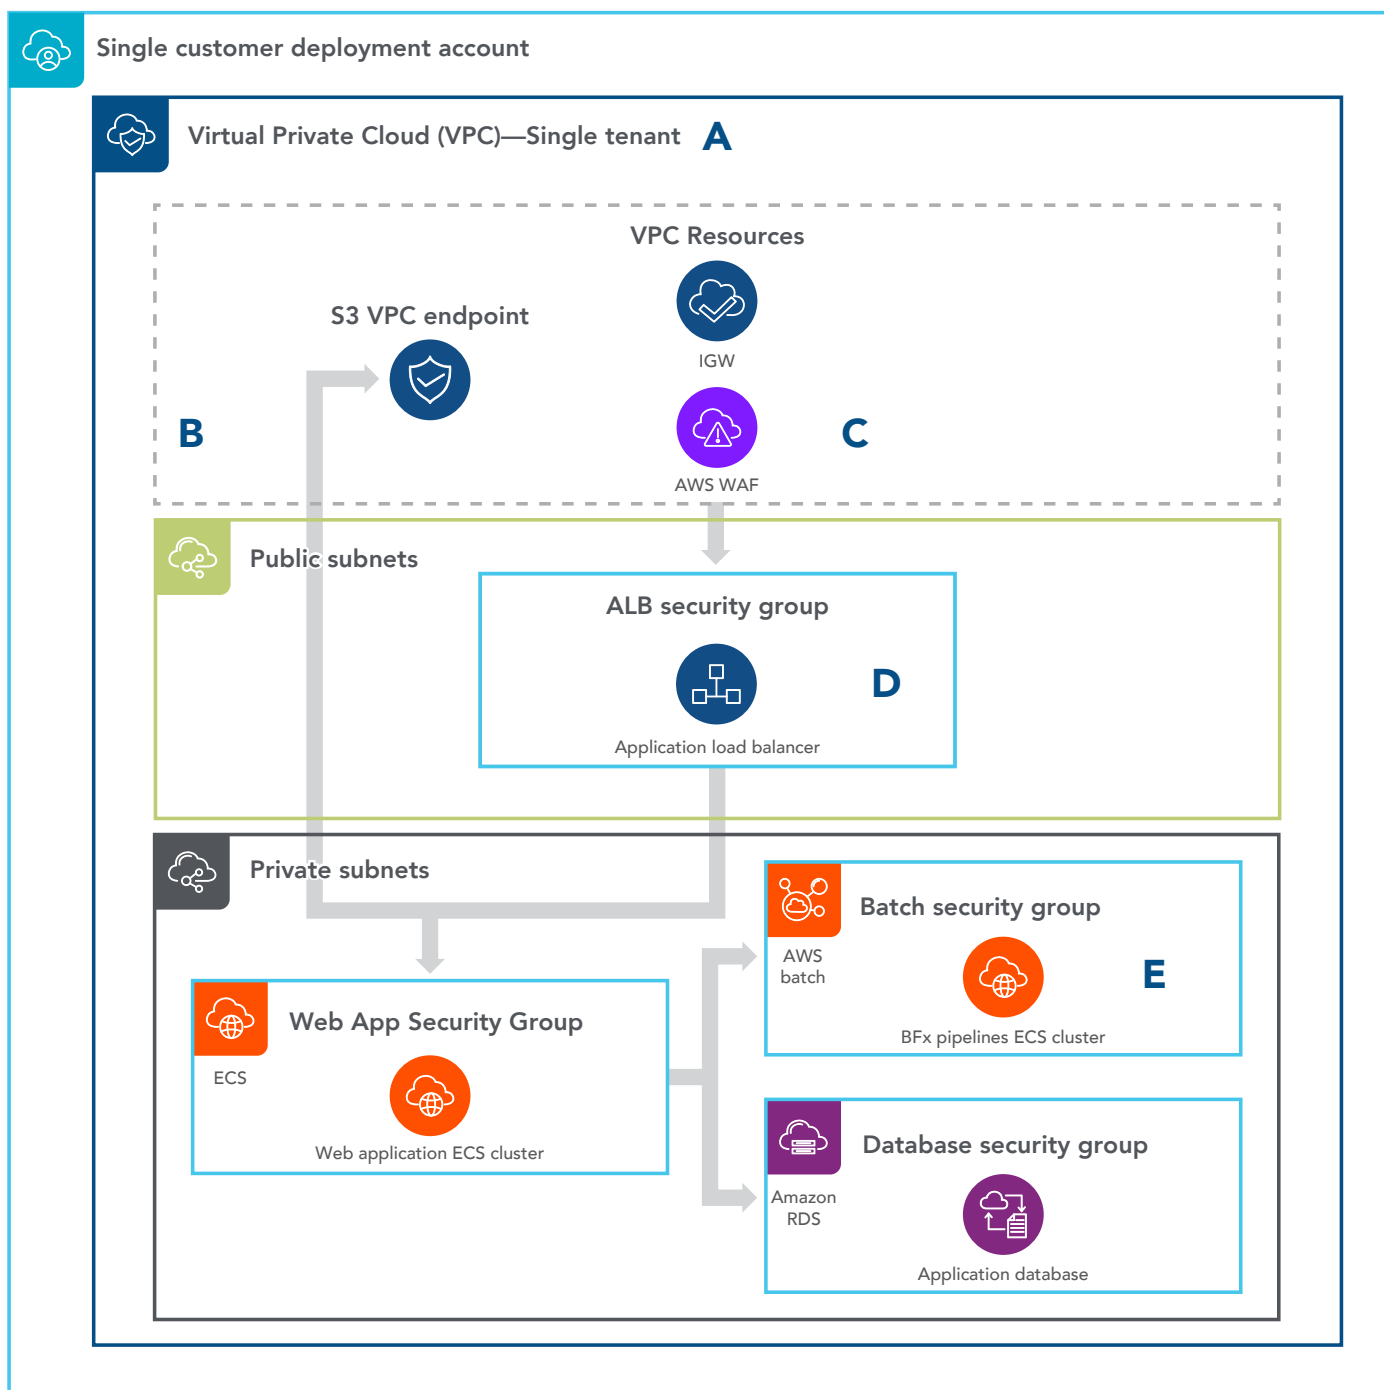 Single customer deployment account
Virtual Private Cloud (VPC)—Single tenant A
VPC Resources
S3 VPC endpoint
IGW
B
C
AWS WAF
Public subnets
ALB security group
D
Application load balancer
Private subnets
Batch security group
AWS
batch
E
BFx pipelines ECS cluster
Web App Security Group
ECS
Web application ECS cluster
Database security group
Amazon
RDS
Application database